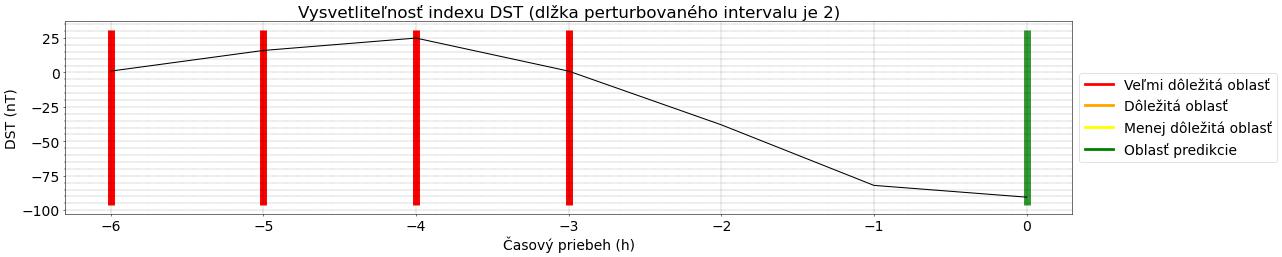 Vysvetliteľnosť indexu DST (dĺžka perturbovaného intervalu je 2)
25
0
−25
−50
−75
−100
DST (nT)
−6
−5
−4
−3
−2
−1
0
Časový priebeh (h)
Veľmi dôležitá oblasť
Dôležitá oblasť
Menej dôležitá oblasť
Oblasť predikcie